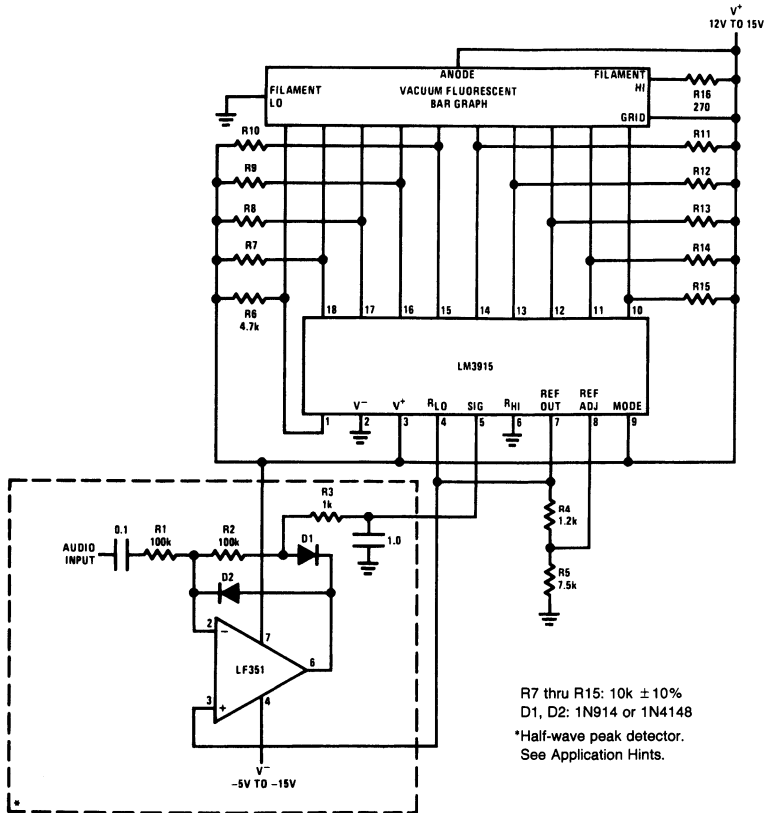 V+
12V TO 15V
ANODE
FILAMENT
HI
FILAMENT
LO
VACUUM FLUORESCENT
BAR GRAPH
R16
270
GRID
R10
R11
R9
R12
R8
R13
R7
R14
R6
4.7k
R15
18 17 16 15 14 13 12 11 10
LM3915
V− V+ RLO SIG RHI REF OUT REF ADJ MODE
1 2 3 4 5 6 7 8 9
R3
1k
R4
1.2k
0.1
R1
100k
R2
100k
D1
1.0
AUDIO
INPUT
R5
7.5k
D2
2
−
7
LF351
6
3
+
4
V−
−5V TO −15V
*
R7 thru R15: 10k ±10%
D1, D2: 1N914 or 1N4148
*Half-wave peak detector.
See Application Hints.